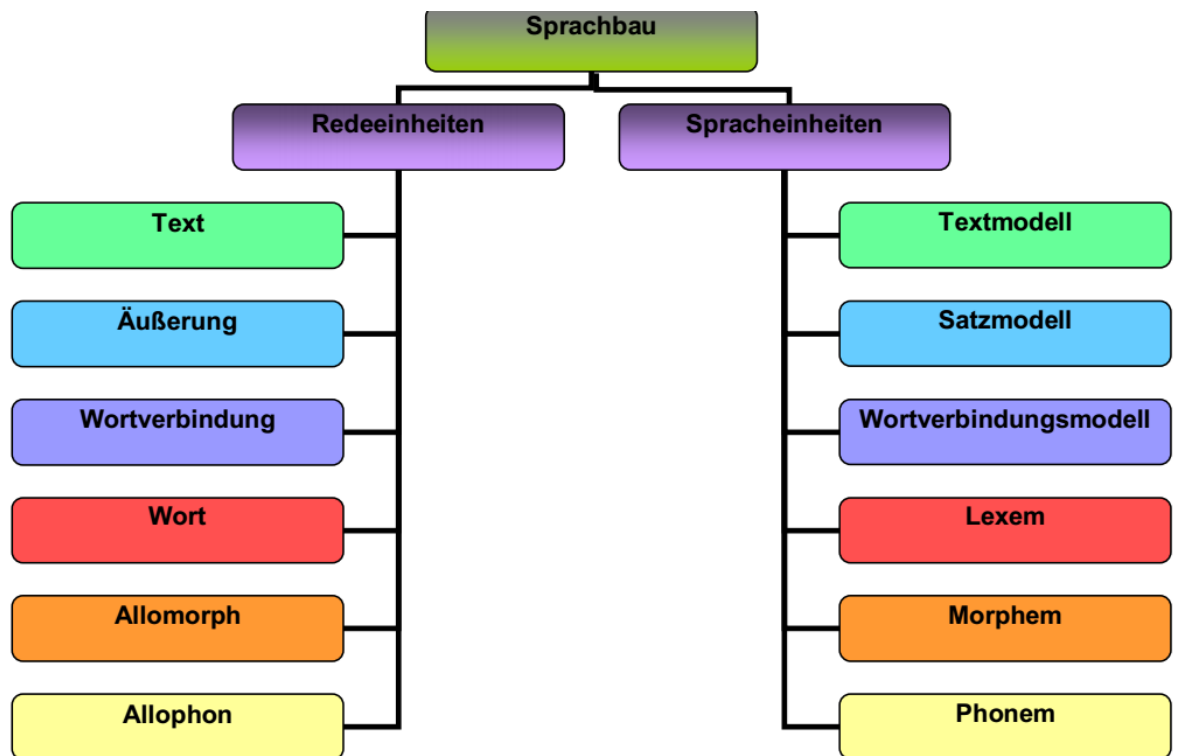 Sprachbau
Redeeinheiten
Spracheinheiten
Text
Textmodell
Äußerung
Satzmodell
Wortverbindung
Wortverbindungsmodell
Wort
Lexem
Allomorph
Morphem
Allophon
Phonem